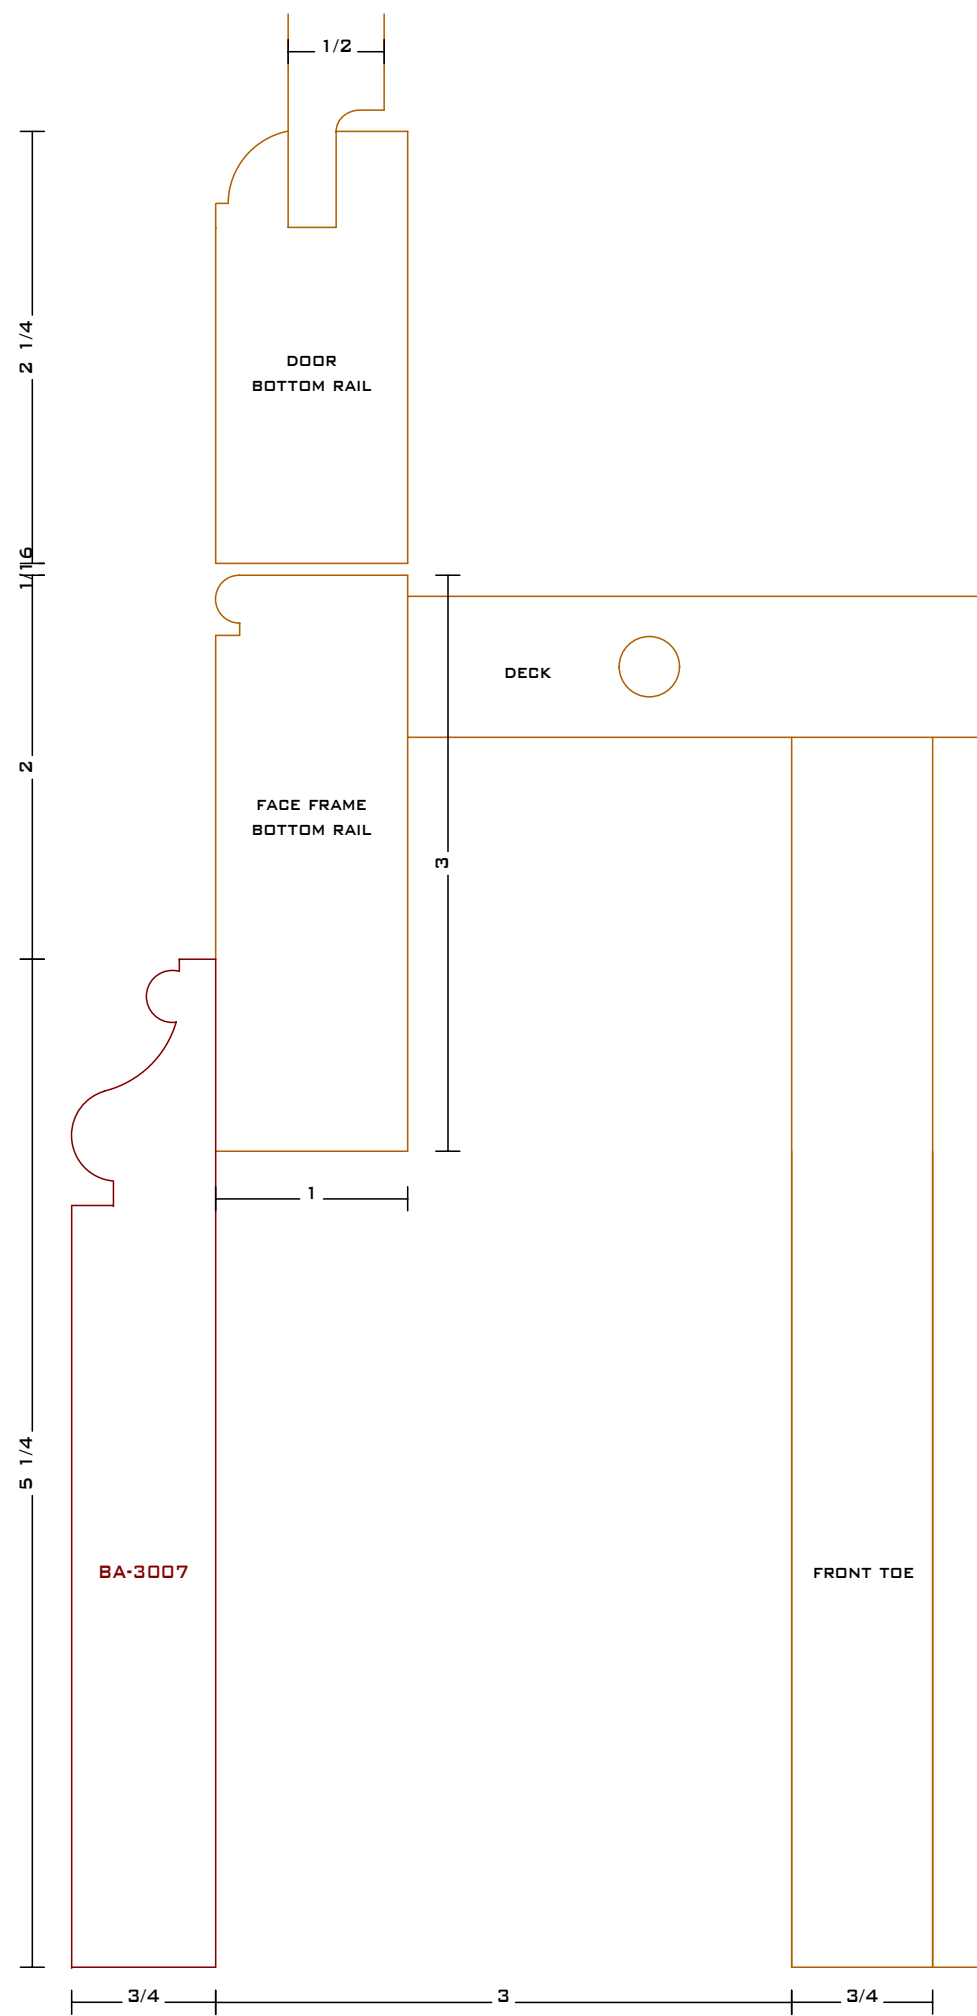 1/2
2 1/4
DOOR
BOTTOM RAIL
1/16
DECK
2
FACE FRAME
BOTTOM RAIL
3
1
5 1/4
BA-3007
FRONT TOE
3/4
3
3/4